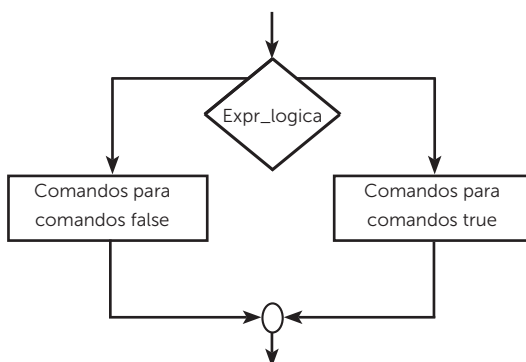 Expr_logica
Comandos para
comandos false
Comandos para
comandos true